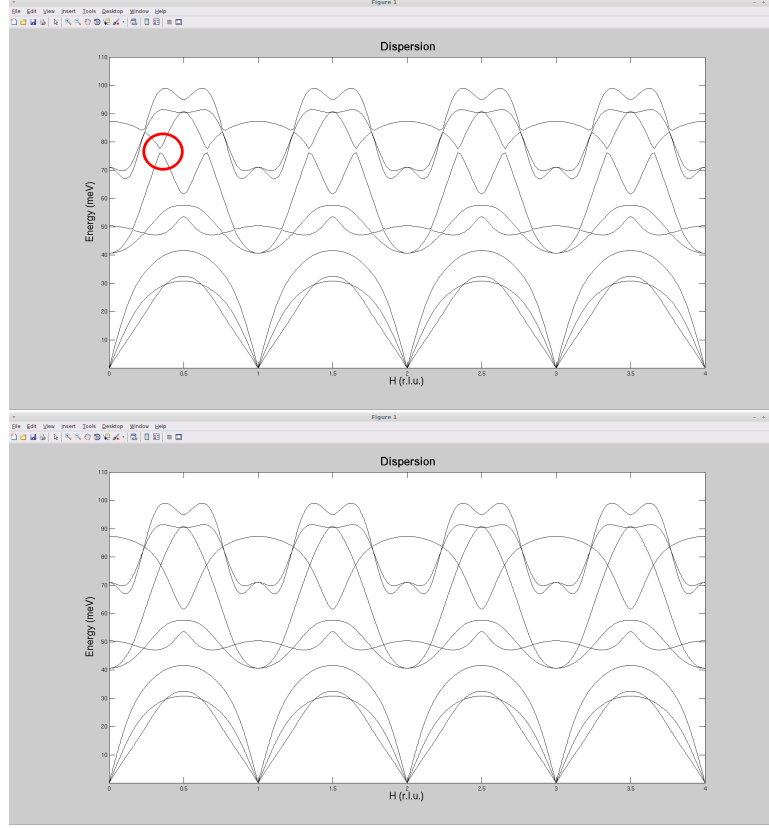 Figure 1
File Edit View Insert Tools Desktop Window Help
Dispersion
110
100
90
80
70
60
50
40
30
20
10
Energy (meV)
0 0.5 1 1.5 2 2.5 3 3.5 4
H (r.l.u.)
Figure 1
File Edit View Insert Tools Desktop Window Help
Dispersion
110
100
90
80
70
60
50
40
30
20
10
Energy (meV)
0 0.5 1 1.5 2 2.5 3 3.5 4
H (r.l.u.)